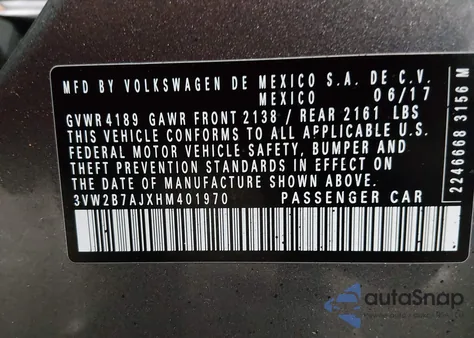 MFD BY VOLKSWAGEN DE MEXICO S.A. DE C.V.
MEXICO 06/17
GVWR 4189 GAWR FRONT 2138 / REAR 2161 LBS
THIS VEHICLE CONFORMS TO ALL APPLICABLE U.S.
FEDERAL MOTOR VEHICLE SAFETY, BUMPER AND
THEFT PREVENTION STANDARDS IN EFFECT ON
THE DATE OF MANUFACTURE SHOWN ABOVE.
3VW2B7AJXHM401970 PASSENGER CAR
2246668 3156 M
autoSnap